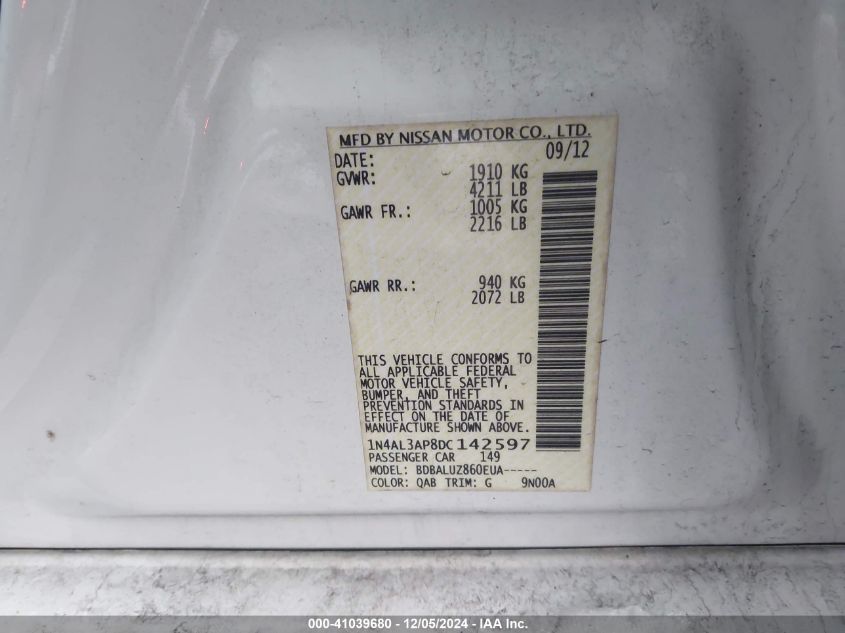 MFD BY NISSAN MOTOR CO., LTD.
DATE: 09/12
GVWR: 1910 KG
4211 LB
GAWR FR.: 1005 KG
2216 LB
GAWR RR.: 940 KG
2072 LB
THIS VEHICLE CONFORMS TO
ALL APPLICABLE FEDERAL
MOTOR VEHICLE SAFETY,
BUMPER, AND THEFT
PREVENTION STANDARDS IN
EFFECT ON THE DATE OF
MANUFACTURE SHOWN ABOVE.
1N4AL3AP8DC142597
PASSENGER CAR 149
MODEL: BDBALUZ860EUA-----
COLOR: QAB TRIM: G 9N00A
000-41039680 - 12/05/2024 - IAA Inc.